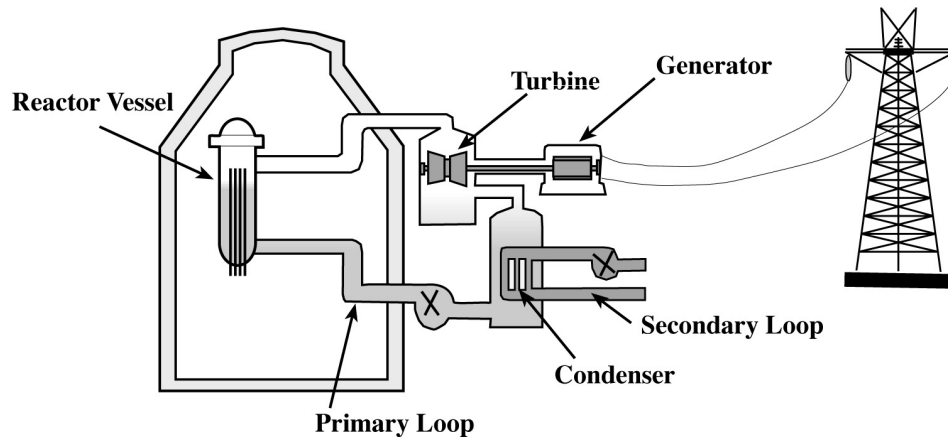 Generator
Turbine
Reactor Vessel
Secondary Loop
Condenser
Primary Loop